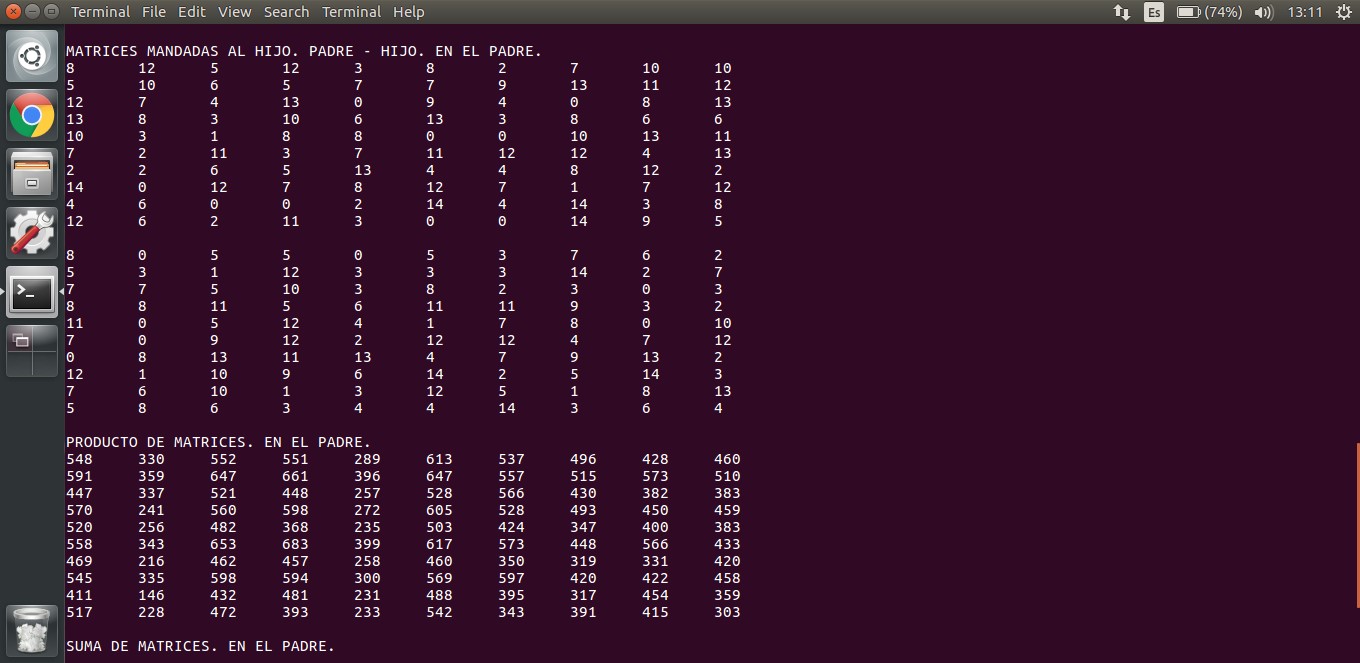 Terminal File Edit View Search Terminal Help Es (74%) 13:11
MATRICES MANDADAS AL HIJO. PADRE - HIJO. EN EL PADRE.
8 12 5 12 3 8 2 7 10 10
5 10 6 5 7 7 9 13 11 12
12 7 4 13 0 9 4 0 8 13
13 8 3 10 6 13 3 8 6 6
10 3 1 8 8 0 0 10 13 11
7 2 11 3 7 11 12 12 4 13
2 2 6 5 13 4 4 8 12 2
14 0 12 7 8 12 7 1 7 12
4 6 0 0 2 14 4 14 3 8
12 6 2 11 3 0 0 14 9 5
8 0 5 5 0 5 3 7 6 2
5 3 1 12 3 3 3 14 2 7
7 7 5 10 3 8 2 3 0 3
8 8 11 5 6 11 11 9 3 2
11 0 5 12 4 1 7 8 0 10
7 0 9 12 2 12 12 4 7 12
0 8 13 11 13 4 7 9 13 2
12 1 10 9 6 14 2 5 14 3
7 6 10 1 3 12 5 1 8 13
5 8 6 3 4 4 14 3 6 4
PRODUCTO DE MATRICES. EN EL PADRE.
548 330 552 551 289 613 537 496 428 460
591 359 647 661 396 647 557 515 573 510
447 337 521 448 257 528 566 430 382 383
570 241 560 598 272 605 528 493 450 459
520 256 482 368 235 503 424 347 400 383
558 343 653 683 399 617 573 448 566 433
469 216 462 457 258 460 350 319 331 420
545 335 598 594 300 569 597 420 422 458
411 146 432 481 231 488 395 317 454 359
517 228 472 393 233 542 343 391 415 303
SUMA DE MATRICES. EN EL PADRE.